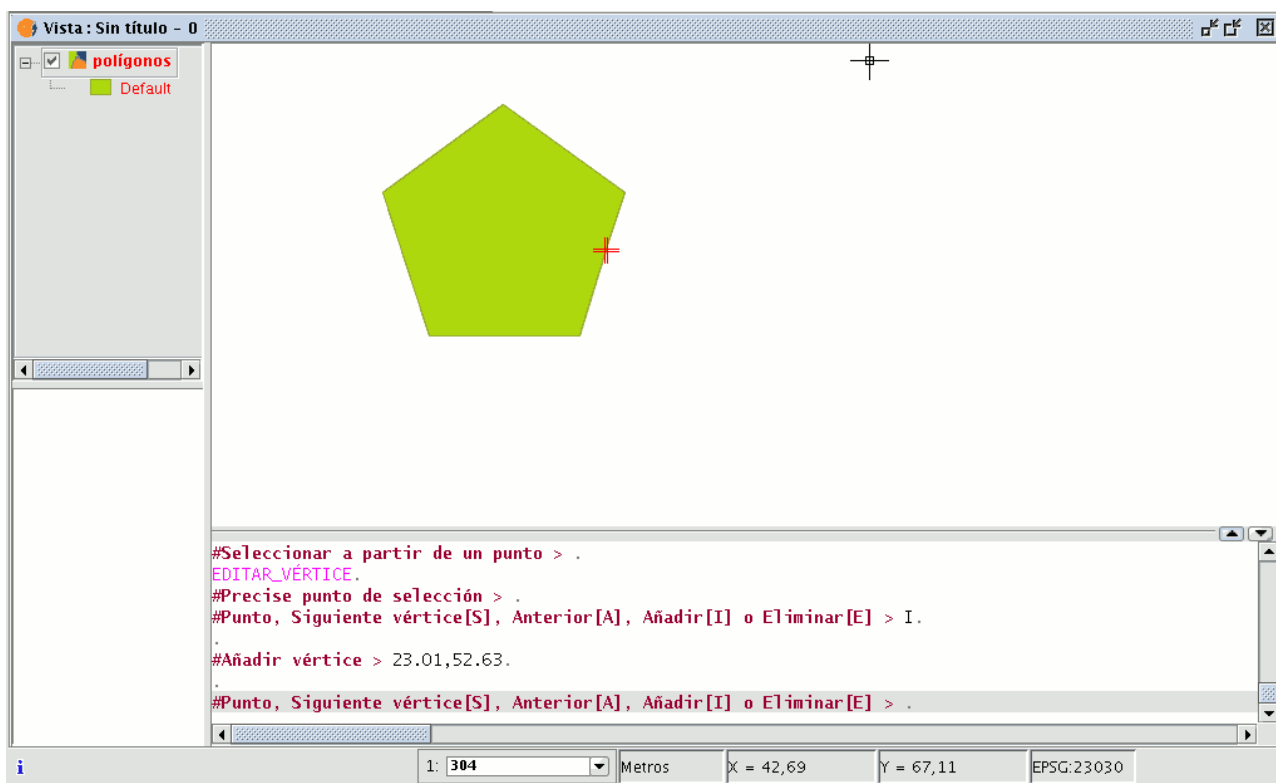 Vista : Sin título - 0
polígonos
Default
#Seleccionar a partir de un punto > .
EDITAR_VÉRTICE.
#Precise punto de selección > .
#Punto, Siguiente vértice[S], Anterior[A], Añadir[I] o Eliminar[E] > I.
.
#Añadir vértice > 23.01,52.63.
.
#Punto, Siguiente vértice[S], Anterior[A], Añadir[I] o Eliminar[E] > .
1: 304 Metros X = 42,69 Y = 67,11 EPSG:23030